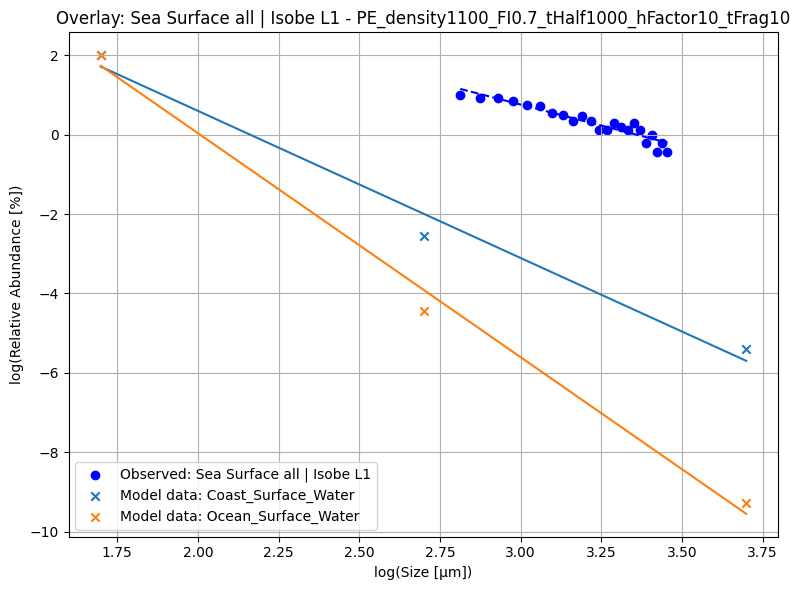 Overlay: Sea Surface all | Isobe L1 - PE_density1100_FI0.7_tHalf1000_hFactor10_tFrag10
log(Relative Abundance [%])
2
0
−2
−4
−6
−8
−10
Observed: Sea Surface all | Isobe L1
Model data: Coast_Surface_Water
Model data: Ocean_Surface_Water
1.75
2.00
2.25
2.50
2.75
3.00
3.25
3.50
3.75
log(Size [μm])